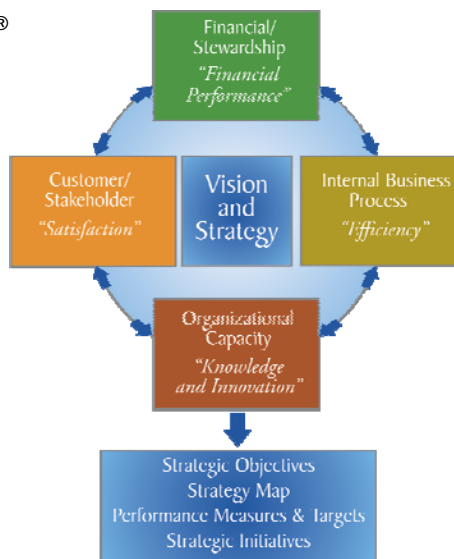 ®
Financial/
Stewardship
“Financial
Performance”
Customer/
Stakeholder
“Satisfaction”
Vision
and
Strategy
Internal Business
Process
“Efficiency”
Organizational
Capacity
“Knowledge
and Innovation”
Strategic Objectives
Strategy Map
Performance Measures & Targets
Strategic Initiatives